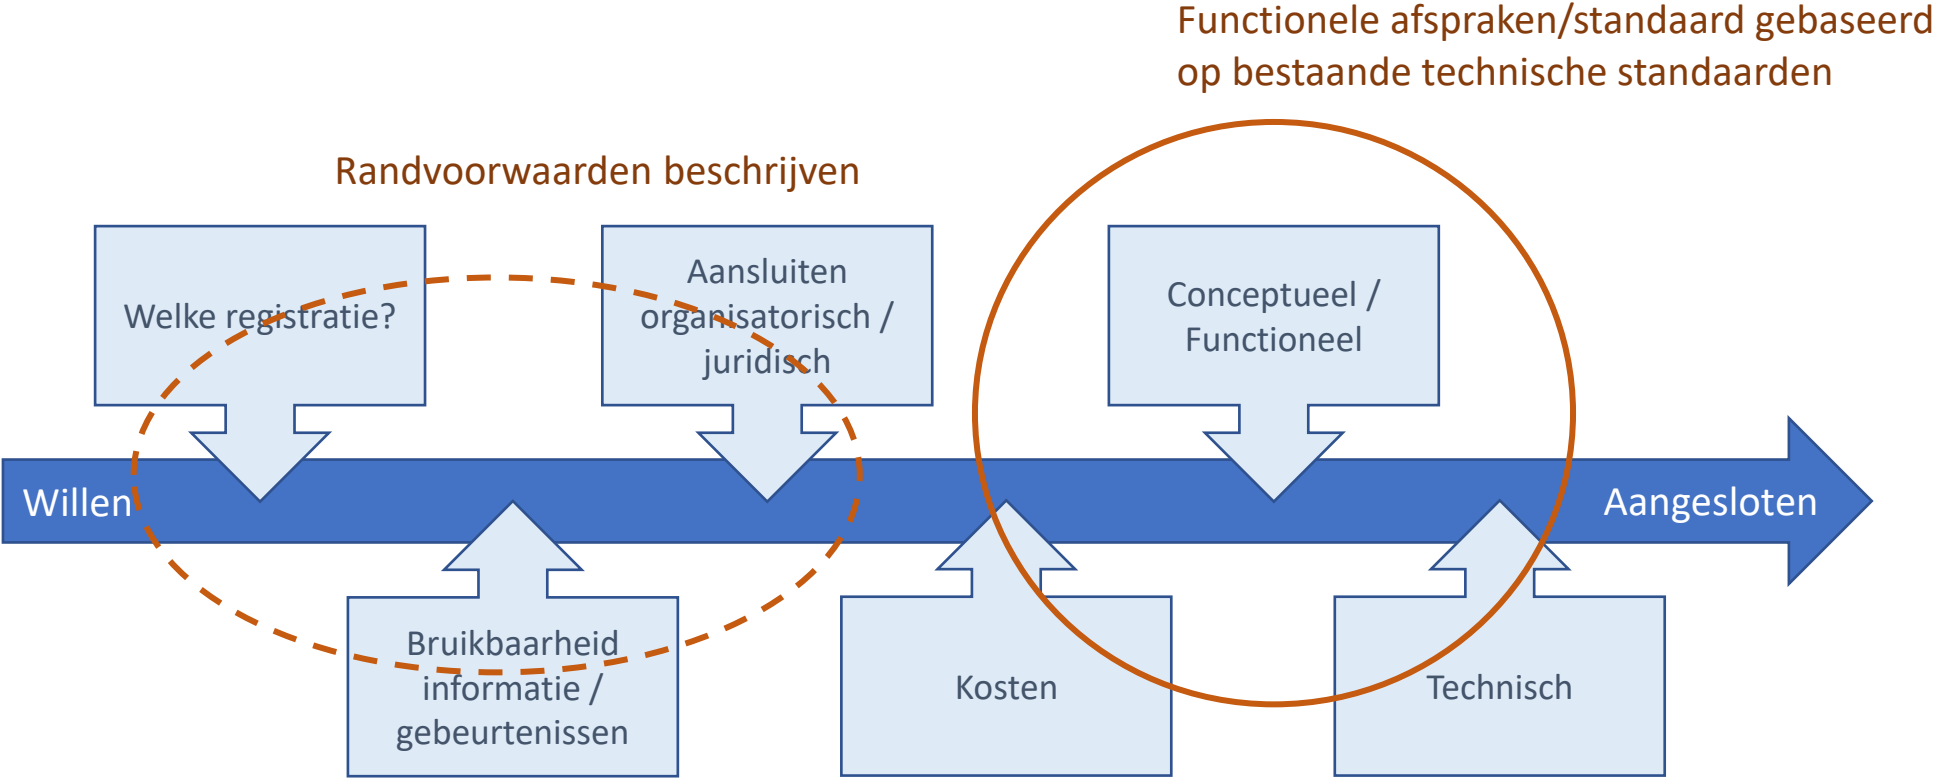 Functionele afspraken/standaard gebaseerd
op bestaande technische standaarden
Randvoorwaarden beschrijven
Welke registratie?
Aansluiten
organisatorisch /
juridisch
Conceptueel /
Functioneel
Willen
Aangesloten
Bruikbaarheid
informatie /
gebeurtenissen
Kosten
Technisch